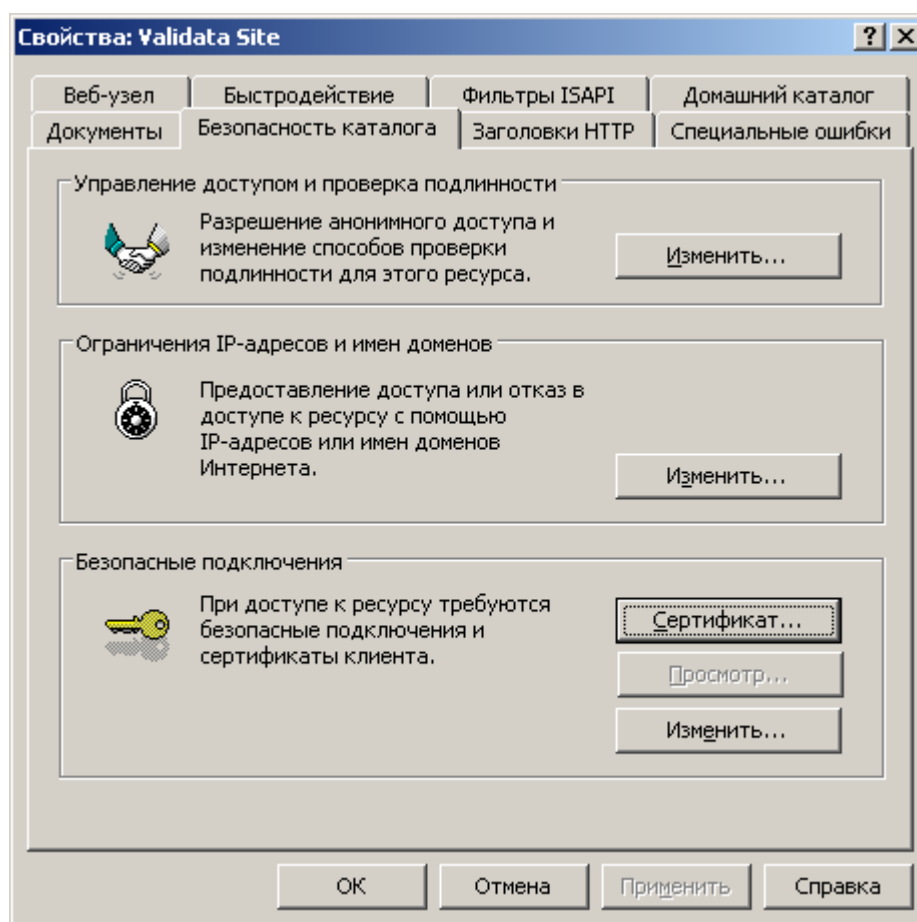 Свойства: Validata Site
Веб-узел
Быстродействие
Фильтры ISAPI
Домашний каталог
Документы
Безопасность каталога
Заголовки HTTP
Специальные ошибки
Управление доступом и проверка подлинности
Разрешение анонимного доступа и
изменение способов проверки
подлинности для этого ресурса.
Изменить...
Ограничения IP-адресов и имен доменов
Предоставление доступа или отказ в
доступе к ресурсу с помощью
IP-адресов или имен доменов
Интернета.
Изменить...
Безопасные подключения
При доступе к ресурсу требуются
безопасные подключения и
сертификаты клиента.
Сертификат...
Просмотр...
Изменить...
ОК
Отмена
Применить
Справка